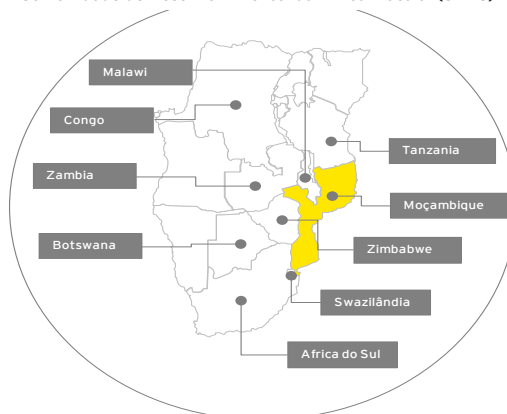 Malawi
Congo
Tanzania
Zambia
Moçambique
Botswana
Zimbabwe
Swazilândia
Africa do Sul